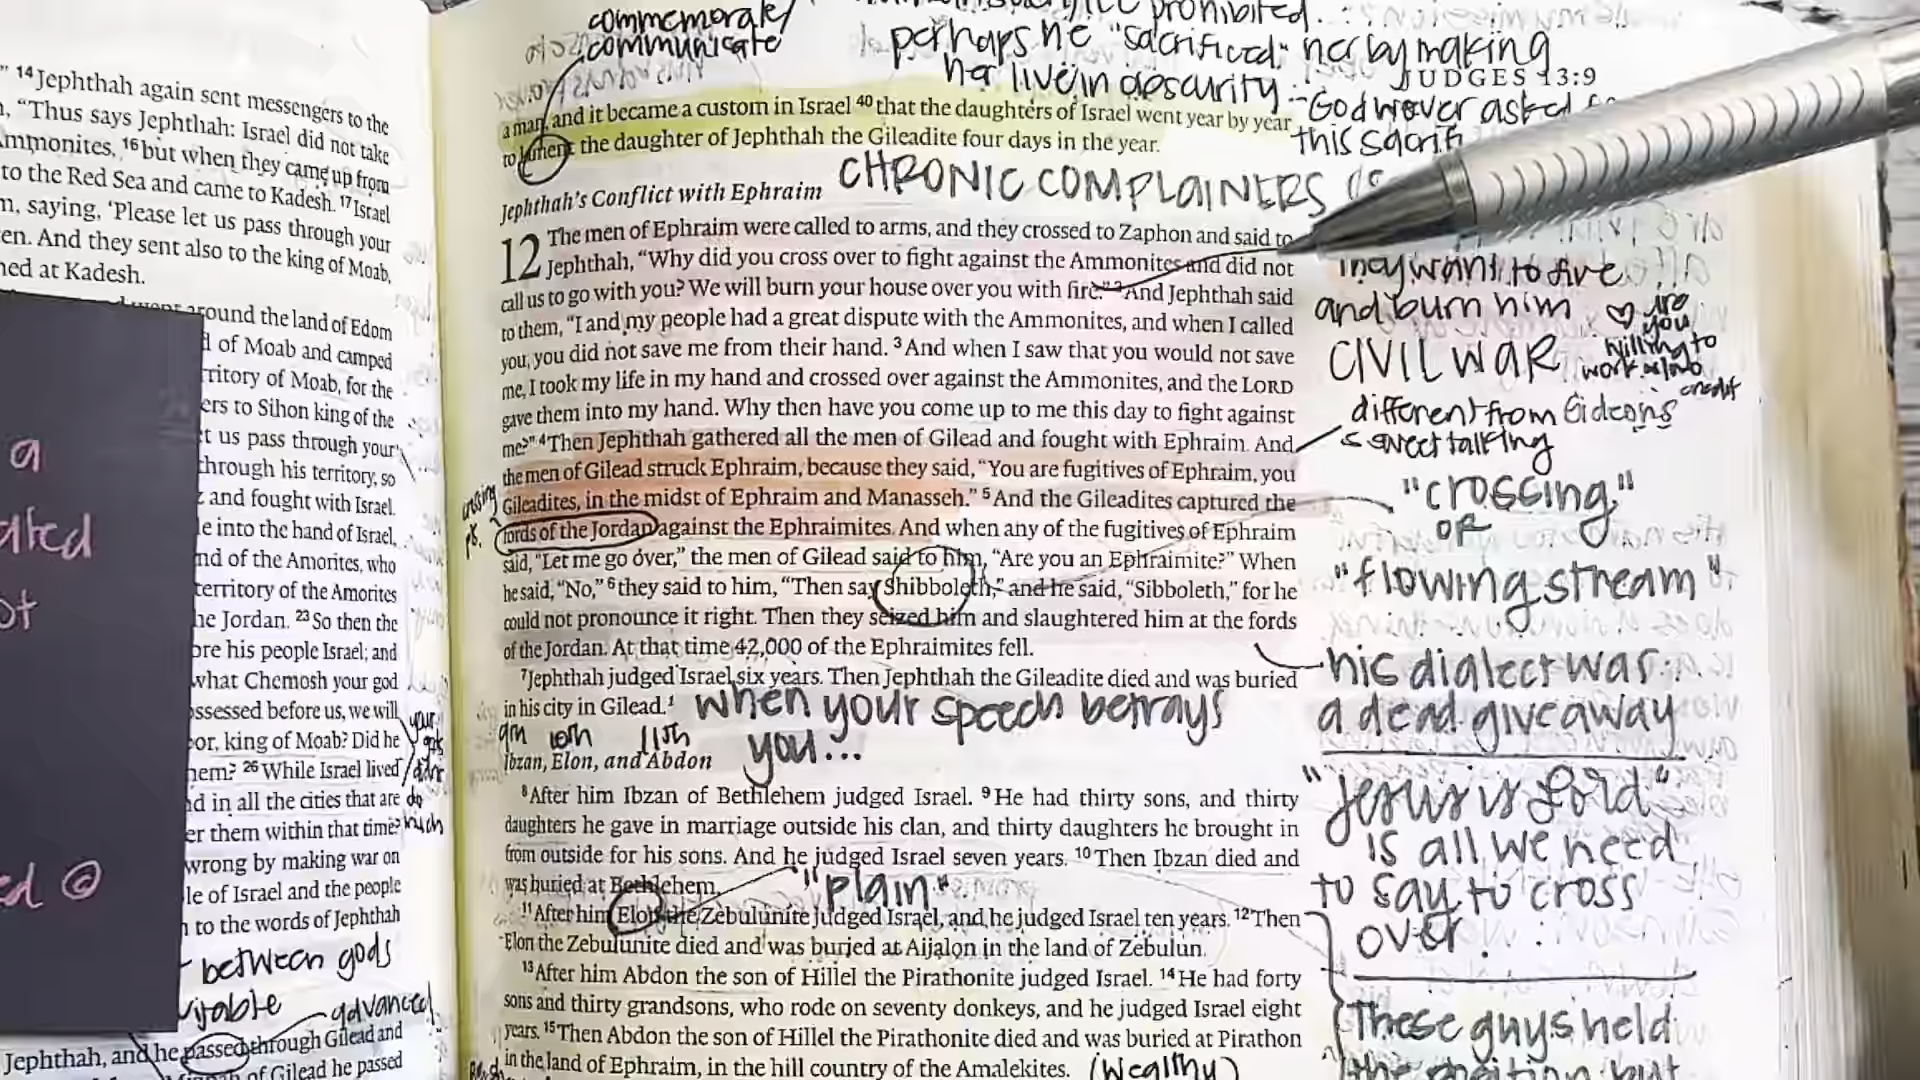 " 14 Jephthah again sent messengers to the
"Thus says Jephthah: Israel did not take
Ammonites, 16 but when they came up from
to the Red Sea and came to Kadesh. 17 Israel
saying, 'Please let us pass through your
And they sent also to the king of Moab,
at Kadesh.
went around the land of Edom
of Moab and camped
territory of Moab, for the
to Sihon king of the
let us pass through your
through his territory, so
and fought with Israel.
into the hand of Israel,
of the Amorites, who
territory of the Amorites
the Jordan. 23 So then the
his people Israel; and
what Chemosh your god
before us, we will
king of Moab? Did he
26 While Israel lived
in all the cities that are
them within that time?
wrong by making war on
of Israel and the people
to the words of Jephthah
between gods
advanced
Jephthah, and he passed through Gilead and
of Gilead he passed
a
commemorate/
communicate
prohibited.
perhaps he "sacrificed" her by making
her live in obscurity.
JUDGES 13:9
-God never asked for
this
a man, and it became a custom in Israel 40 that the daughters of Israel went year by year
to lament the daughter of Jephthah the Gileadite four days in the year.
CHRONIC COMPLAINERS
Jephthah's Conflict with Ephraim
12 The men of Ephraim were called to arms, and they crossed to Zaphon and said to
Jephthah, "Why did you cross over to fight against the Ammonites and did not
call us to go with you? We will burn your house over you with fire." 2 And Jephthah said
to them, "I and my people had a great dispute with the Ammonites, and when I called
you, you did not save me from their hand. 3 And when I saw that you would not save
me, I took my life in my hand and crossed over against the Ammonites, and the LORD
gave them into my hand. Why then have you come up to me this day to fight against
me?" 4 Then Jephthah gathered all the men of Gilead and fought with Ephraim. And
the men of Gilead struck Ephraim, because they said, "You are fugitives of Ephraim, you
Gileadites, in the midst of Ephraim and Manasseh." 5 And the Gileadites captured the
fords of the Jordan against the Ephraimites. And when any of the fugitives of Ephraim
said, "Let me go over," the men of Gilead said to him, "Are you an Ephraimite?" When
he said, "No," 6 they said to him, "Then say Shibboleth," and he said, "Sibboleth," for he
could not pronounce it right. Then they seized him and slaughtered him at the fords
of the Jordan. At that time 42,000 of the Ephraimites fell.
7 Jephthah judged Israel six years. Then Jephthah the Gileadite died and was buried
in his city in Gilead.1
when your speech betrays
you...
9th 10th 11th
Ibzan, Elon, and Abdon
8 After him Ibzan of Bethlehem judged Israel. 9 He had thirty sons, and thirty
daughters he gave in marriage outside his clan, and thirty daughters he brought in
from outside for his sons. And he judged Israel seven years. 10 Then Ibzan died and
was buried at Bethlehem.
"plain"
11 After him Elon the Zebulunite judged Israel, and he judged Israel ten years. 12 Then
Elon the Zebulunite died and was buried at Aijalon in the land of Zebulun.
13 After him Abdon the son of Hillel the Pirathonite judged Israel. 14 He had forty
sons and thirty grandsons, who rode on seventy donkeys, and he judged Israel eight
years. 15 Then Abdon the son of Hillel the Pirathonite died and was buried at Pirathon
in the land of Ephraim, in the hill country of the Amalekites.
(wealthy)
crossing
pts.
they want to fire
and burn him
♡ are
you
willing to
work w/no
credit
CIVIL WAR
different from Gideon's
sweet talking
"crossing"
or
"flowing stream"
his dialect was
a dead giveaway
"Jesus is Lord"
is all we need
to say to cross
over.
These guys held
the position but